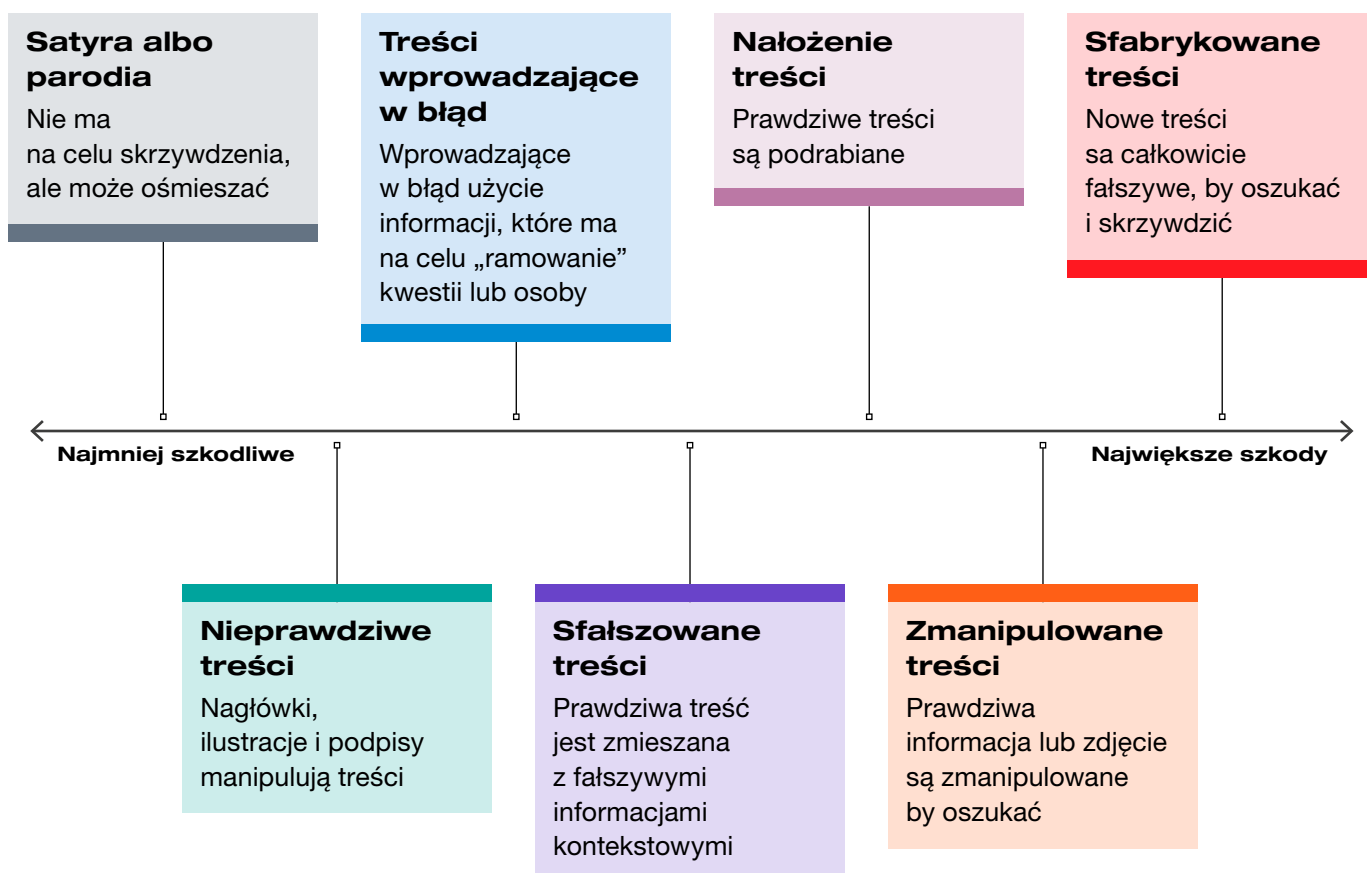 Satyra albo
parodia
Nie ma
na celu skrzywdzenia,
ale może ośmieszać
Treści
wprowadzające
w błąd
Wprowadzające
w błąd użycie
informacji, które ma
na celu „ramowanie”
kwestii lub osoby
Nałożenie
treści
Prawdziwe treści
są podrabiane
Sfabrykowane
treści
Nowe treści
sa całkowicie
fałszywe, by oszukać
i skrzywdzić
Najmniej szkodliwe
Największe szkody
Nieprawdziwe
treści
Nagłówki,
ilustracje i podpisy
manipulują treści
Sfałszowane
treści
Prawdziwa treść
jest zmieszana
z fałszywymi
informacjami
kontekstowymi
Zmanipulowane
treści
Prawdziwa
informacja lub zdjęcie
są zmanipulowane
by oszukać